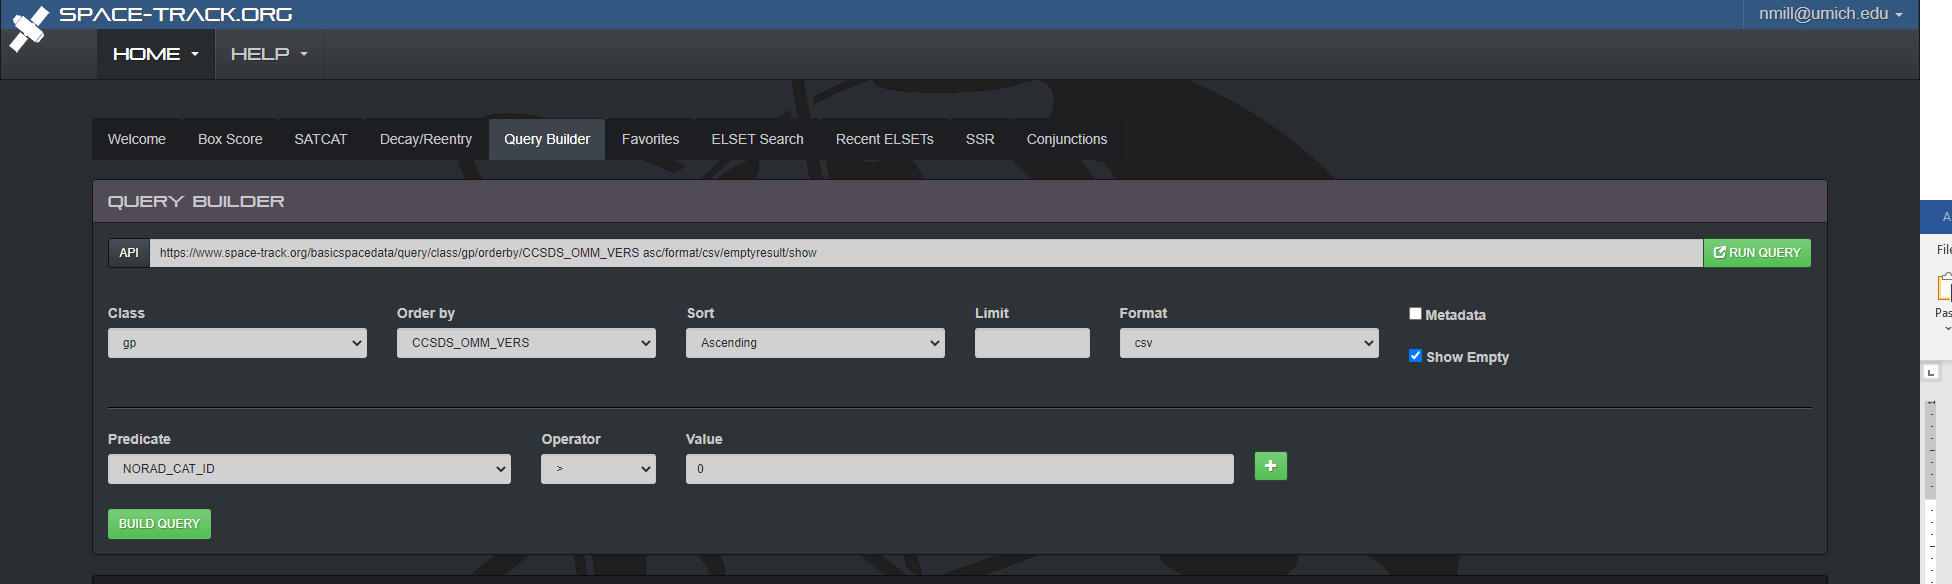 SPACE-TRACK.ORG
nmill@umich.edu
HOME HELP
Welcome Box Score SATCAT Decay/Reentry Query Builder Favorites ELSET Search Recent ELSETs SSR Conjunctions
QUERY BUILDER
API https://www.space-track.org/basicspacedata/query/class/gp/orderby/CCSDS_OMM_VERS asc/format/csv/emptyresult/show RUN QUERY
Class Order by Sort Limit Format Metadata
gp CCSDS_OMM_VERS Ascending csv
Show Empty
Predicate Operator Value
NORAD_CAT_ID > 0 +
BUILD QUERY
A
File
Pas